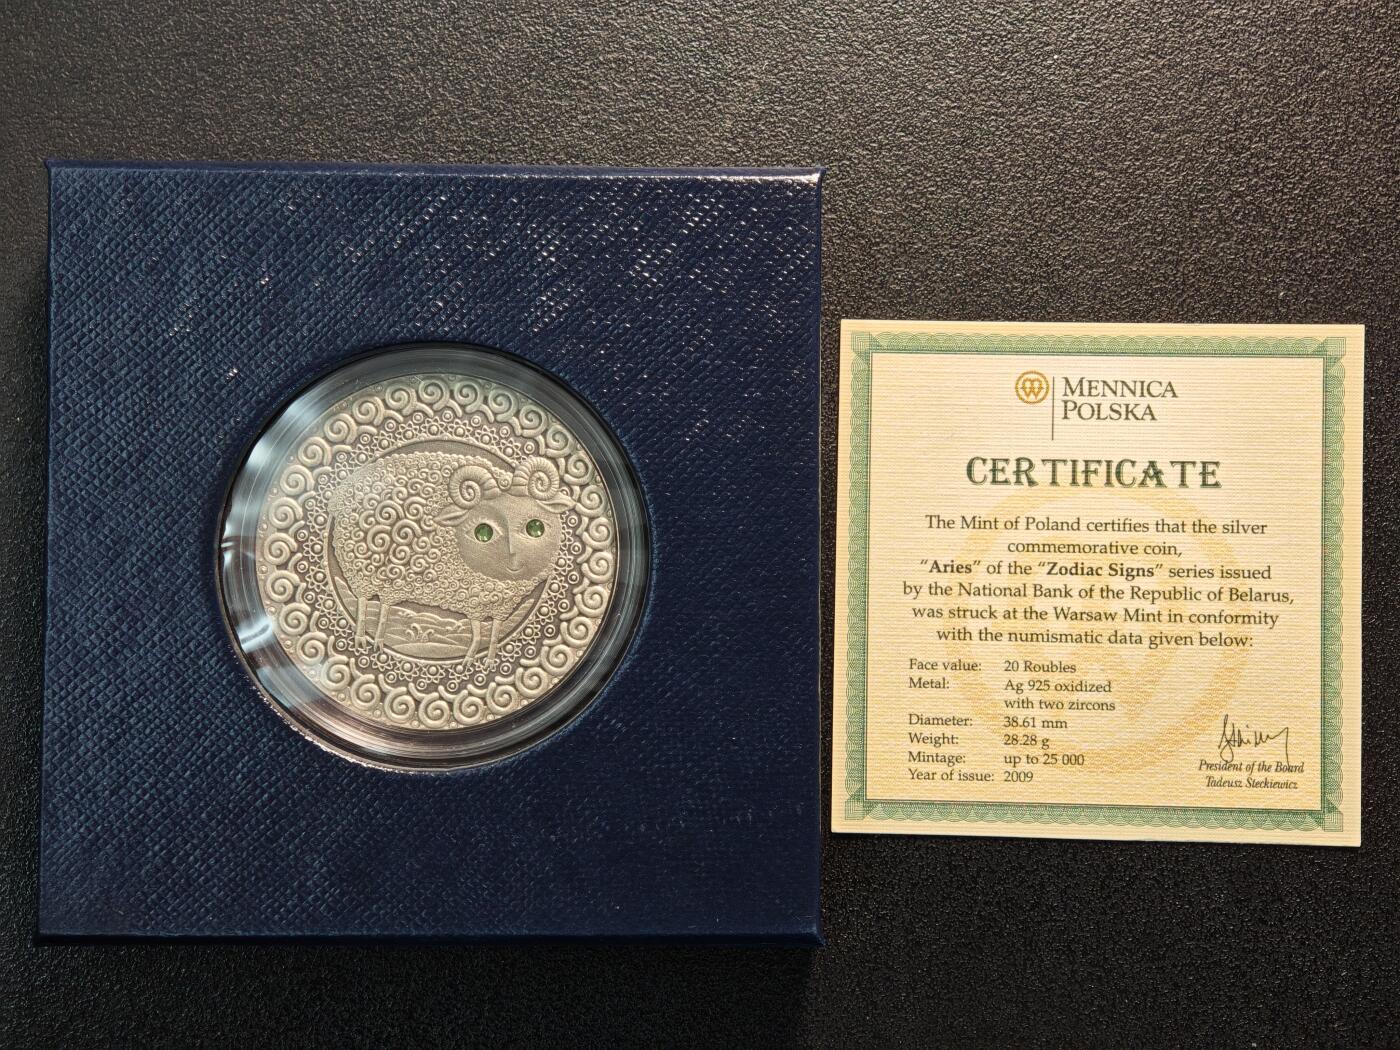 MENNICA
POLSKA
CERTIFICATE
The Mint of Poland certifies that the silver
commemorative coin,
"Aries" of the "Zodiac Signs" series issued
by the National Bank of the Republic of Belarus,
was struck at the Warsaw Mint in conformity
with the numismatic data given below:
Face value: 20 Roubles
Metal: Ag 925 oxidized
with two zircons
Diameter: 38.61 mm
Weight: 28.28 g
Mintage: up to 25 000
Year of issue: 2009
President of the Board
Tadeusz Steckiewicz